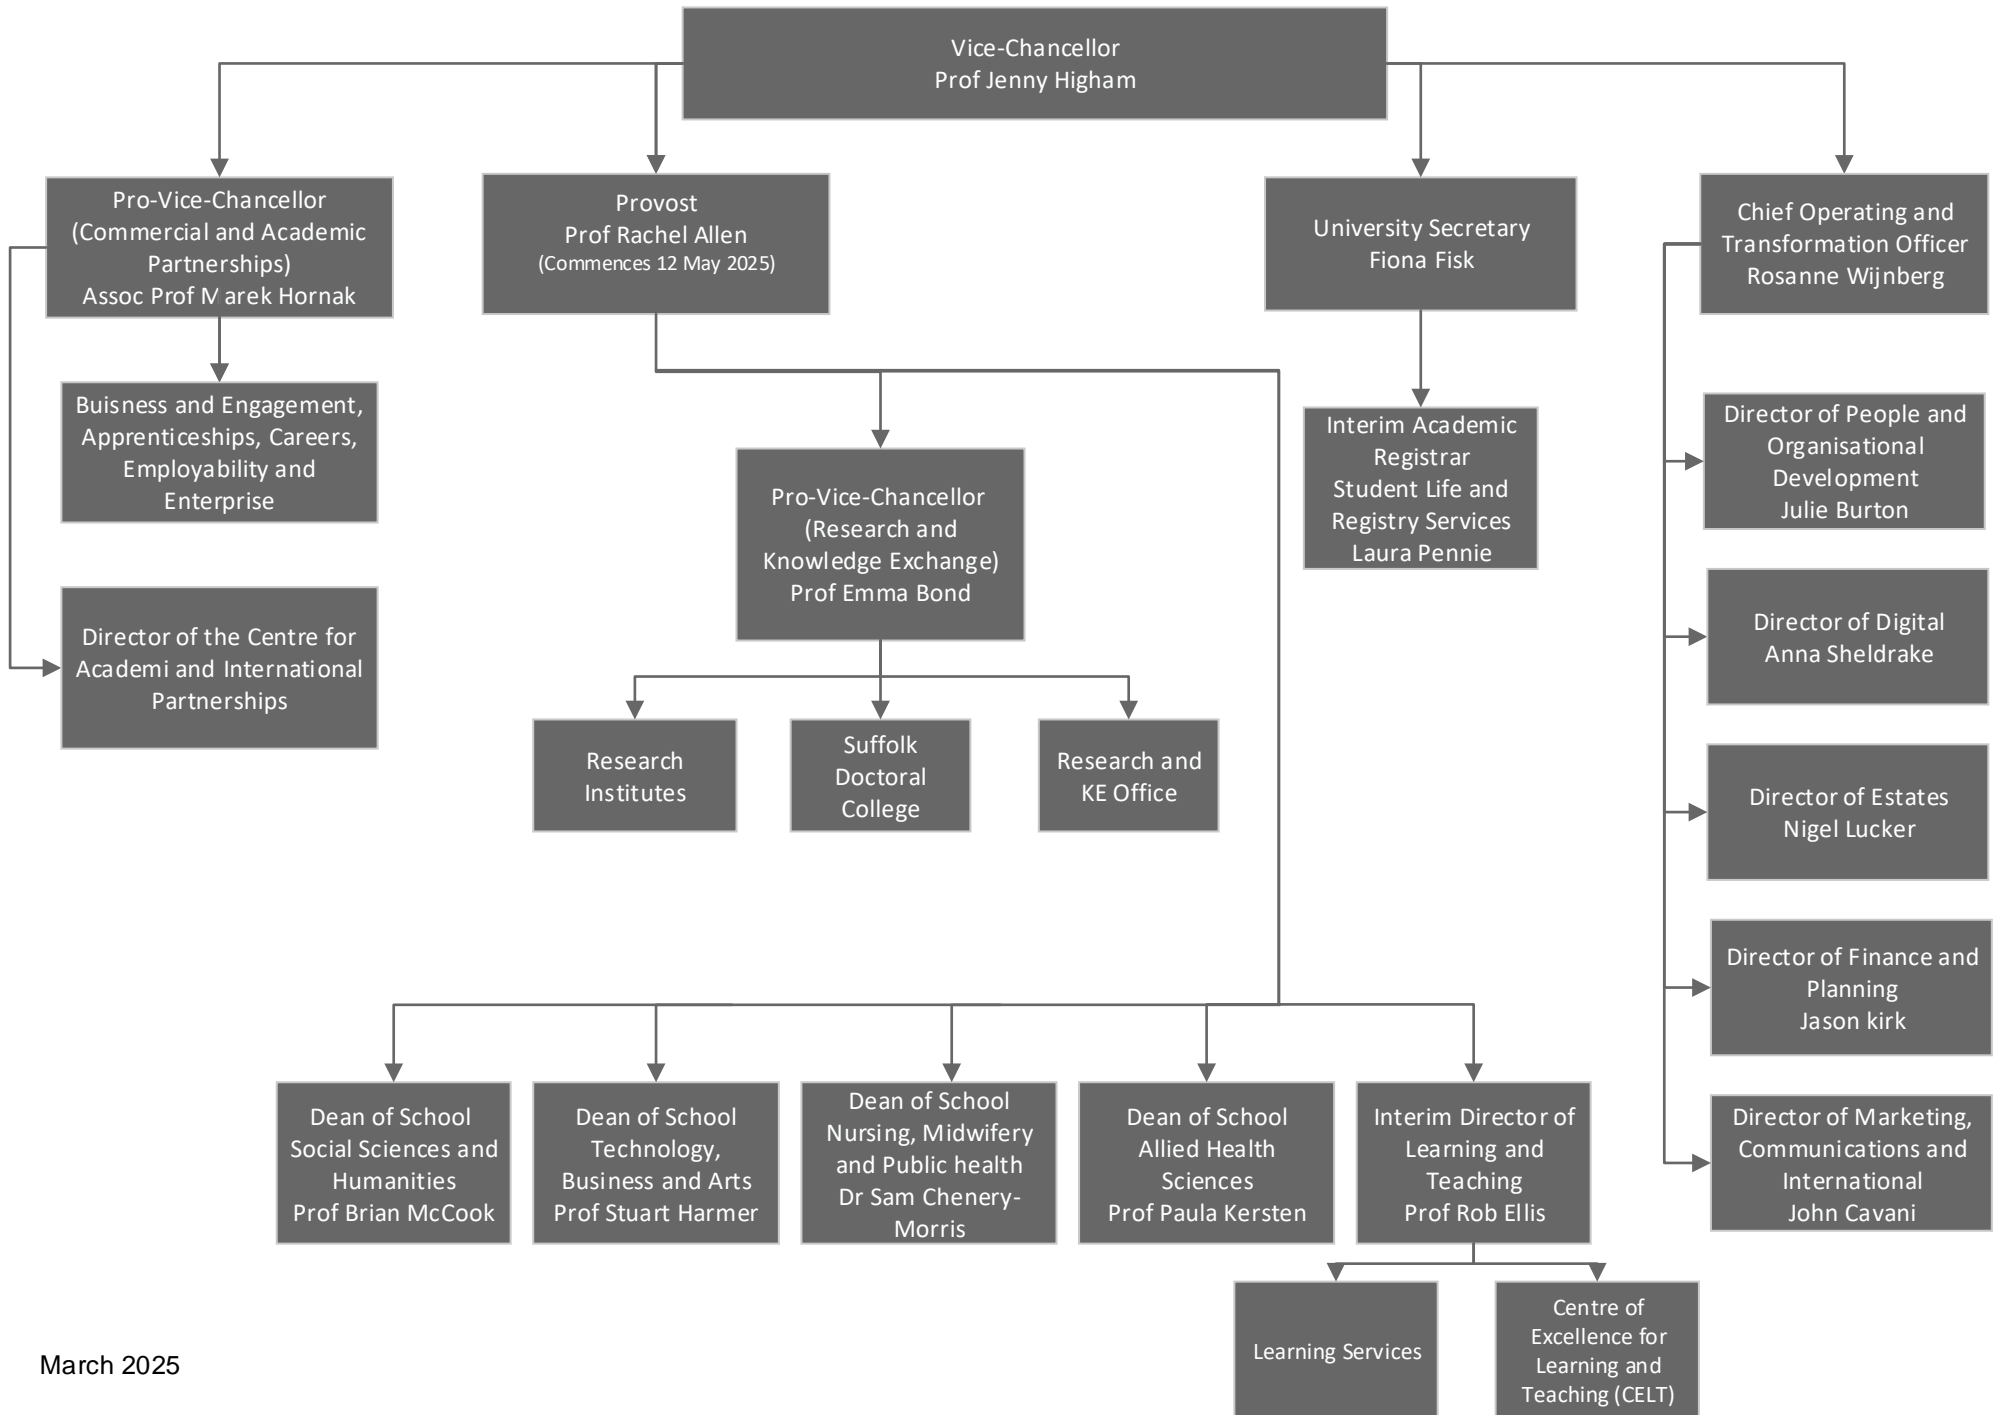 Vice-Chancellor
Prof Jenny Higham
Pro-Vice-Chancellor
(Commercial and Academic
Partnerships)
Assoc Prof Marek Hornak
Provost
Prof Rachel Allen
(Commences 12 May 2025)
University Secretary
Fiona Fisk
Chief Operating and
Transformation Officer
Rosanne Wijnberg
Buisness and Engagement,
Apprenticeships, Careers,
Employability and
Enterprise
Director of the Centre for
Academi and International
Partnerships
Pro-Vice-Chancellor
(Research and
Knowledge Exchange)
Prof Emma Bond
Research
Institutes
Suffolk
Doctoral
College
Research and
KE Office
Interim Academic
Registrar
Student Life and
Registry Services
Laura Pennie
Director of People and
Organisational
Development
Julie Burton
Director of Digital
Anna Sheldrake
Director of Estates
Nigel Lucker
Director of Finance and
Planning
Jason kirk
Director of Marketing,
Communications and
International
John Cavani
Dean of School
Social Sciences and
Humanities
Prof Brian McCook
Dean of School
Technology,
Business and Arts
Prof Stuart Harmer
Dean of School
Nursing, Midwifery
and Public health
Dr Sam Chenery-
Morris
Dean of School
Allied Health
Sciences
Prof Paula Kersten
Interim Director of
Learning and
Teaching
Prof Rob Ellis
Learning Services
Centre of
Excellence for
Learning and
Teaching (CELT)
March 2025